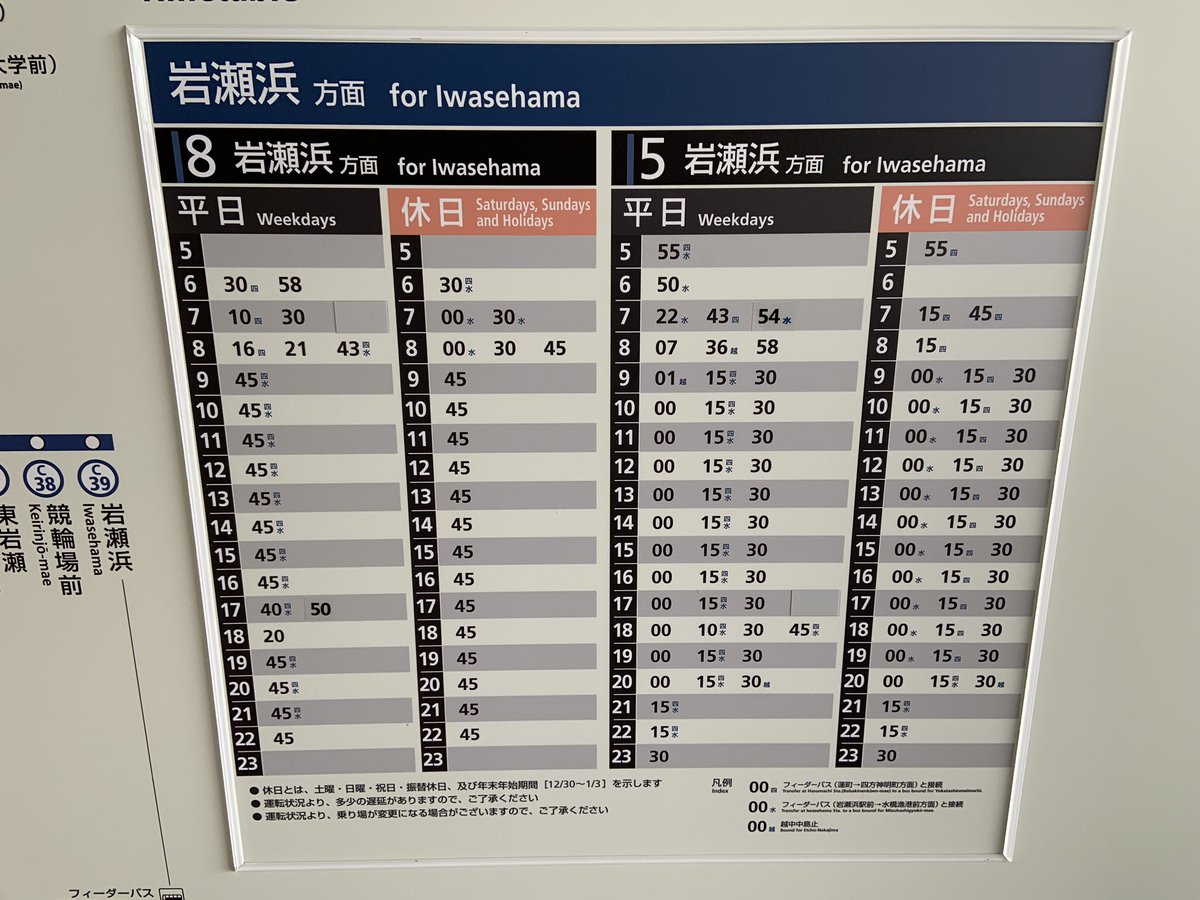 大学前)
岩瀬浜 方面 for Iwasehama
8 岩瀬浜 方面 for Iwasehama
平日 Weekdays 休日 Saturdays, Sundays and Holidays
5 5
6 30四 58 6 30四水
7 10四 30 7 00水 30水
8 16四 21 43四水 8 00水 30 45
9 45四水 9 45
10 45四水 10 45
11 45四水 11 45
12 45四水 12 45
13 45四水 13 45
14 45四水 14 45
15 45四水 15 45
16 45四水 16 45
17 40四水 50 17 45
18 20 18 45
19 45四水 19 45
20 45四水 20 45
21 45四水 21 45
22 45 22 45
23 23
5 岩瀬浜 方面 for Iwasehama
平日 Weekdays 休日 Saturdays, Sundays and Holidays
5 55四水 5 55四
6 50水 6
7 22水 43四 54水 7 15四 45四
8 07 36越 58 8 15四
9 01越 15四水 30 9 00水 15四 30
10 00 15四水 30 10 00水 15四 30
11 00 15四水 30 11 00水 15四 30
12 00 15四水 30 12 00水 15四 30
13 00 15四水 30 13 00水 15四 30
14 00 15四水 30 14 00水 15四 30
15 00 15四水 30 15 00水 15四 30
16 00 15四水 30 16 00水 15四 30
17 00 15四水 30 17 00水 15四 30
18 00 10四水 30 45四水 18 00水 15四 30
19 00 15四水 30 19 00水 15四 30
20 00 15四水 30越 20 00 15四水 30越
21 15四水 21 15四水
22 15四水 22 15四水
23 30 23 30
● 休日とは、土曜・日曜・祝日・振替休日、及び年末年始期間［12/30〜1/3］を示します
● 運転状況より、多少の遅延がありますので、ご了承ください
● 運転状況より、乗り場が変更になる場合がございますので、ご了承ください
凡例 Index
00四 フィーダーバス（蓮町→四方神明町方面）と接続
Transfer at Hasumachi Sta.(Babakinenkōen-mae) to a bus bound for Yokatashinmeimachi.
00水 フィーダーバス（岩瀬浜駅前→水橋漁港前方面）と接続
Transfer at Iwasehama Sta. to a bus bound for Mizuhashigyokō-mae.
00越 越中中島止
Bound for Etchū-Nakajima
C 38 C 39
岩瀬浜 Iwasehama
競輪場前 Keirinjō-mae
東岩瀬
フィーダーバス